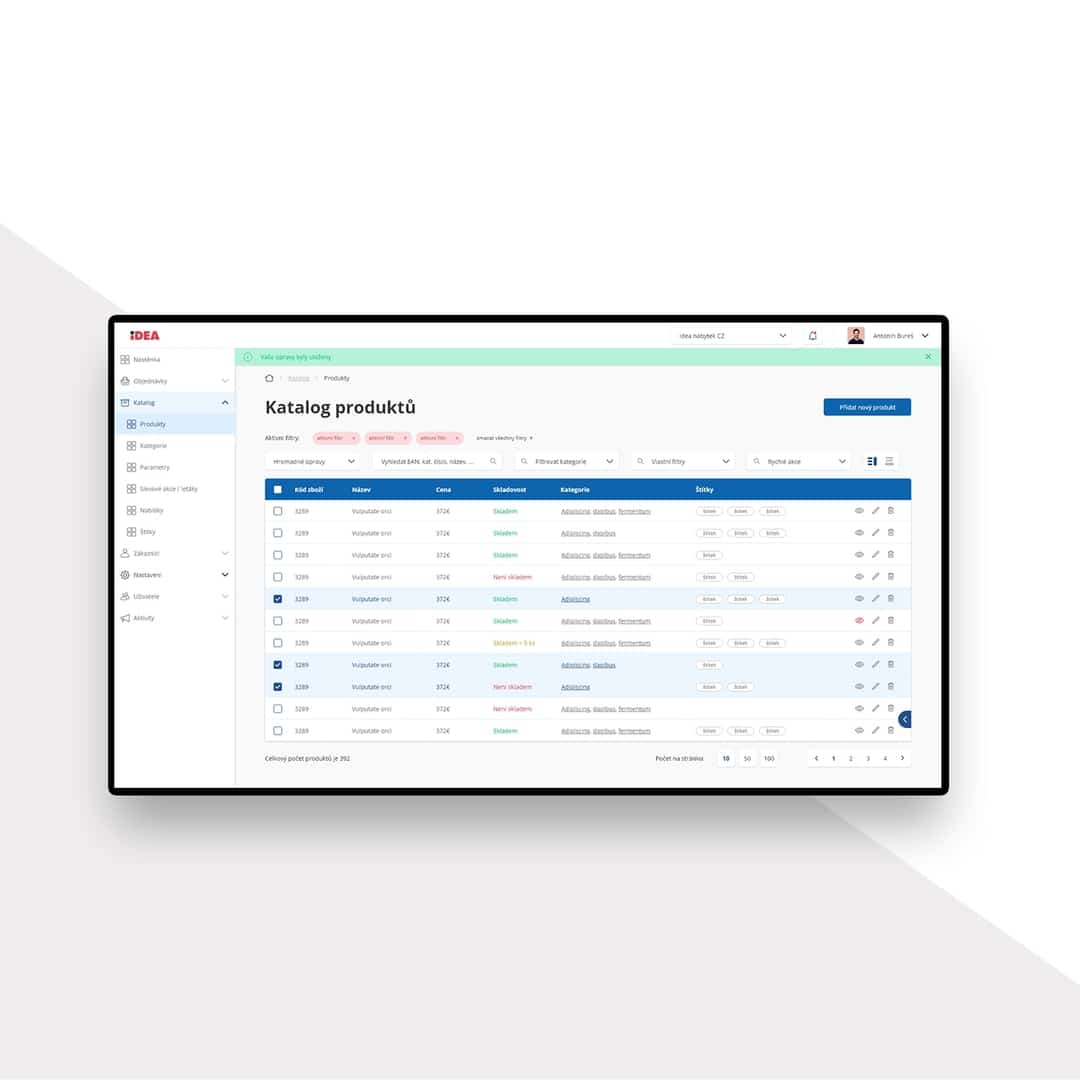 iDEA
idea nábytek CZ
Antonín Bureš
Nástěnka
Objednávky
Katalog
Produkty
Kategorie
Parametry
Slevové akce / letáky
Nabídky
Štítky
Zákazníci
Nastavení
Uživatelé
Aktivity
Vaše úpravy byly uloženy
Katalog / Produkty
Katalog produktů
Přidat nový produkt
Aktivní filtry: aktivní filtr × aktivní filtr × aktivní filtr × smazat všechny filtry ×
Hromadné úpravy Vyhledat EAN, kat. číslo, název, ... Filtrovat kategorie Vlastní filtry Rychlé akce
Kód zboží Název Cena Skladovost Kategorie Štítky
3289 Vulputate orci 372€ Skladem Adipiscing, dapibus, fermentum štítek štítek štítek
3289 Vulputate orci 372€ Skladem Adipiscing, dapibus štítek štítek štítek
3289 Vulputate orci 372€ Skladem Adipiscing, dapibus, fermentum štítek
3289 Vulputate orci 372€ Není skladem Adipiscing, dapibus, fermentum štítek štítek
3289 Vulputate orci 372€ Skladem Adipiscing štítek štítek štítek
3289 Vulputate orci 372€ Skladem Adipiscing, dapibus, fermentum štítek
3289 Vulputate orci 372€ Skladem Adipiscing, dapibus, fermentum štítek štítek štítek
3289 Vulputate orci 372€ Skladem Adipiscing, dapibus štítek
3289 Vulputate orci 372€ Není skladem Adipiscing štítek štítek
3289 Vulputate orci 372€ Není skladem Adipiscing, dapibus, fermentum
3289 Vulputate orci 372€ Skladem Adipiscing, dapibus, fermentum štítek štítek štítek
Celkový počet produktů je 392
Počet na stránku: 10 50 100
1 2 3 4